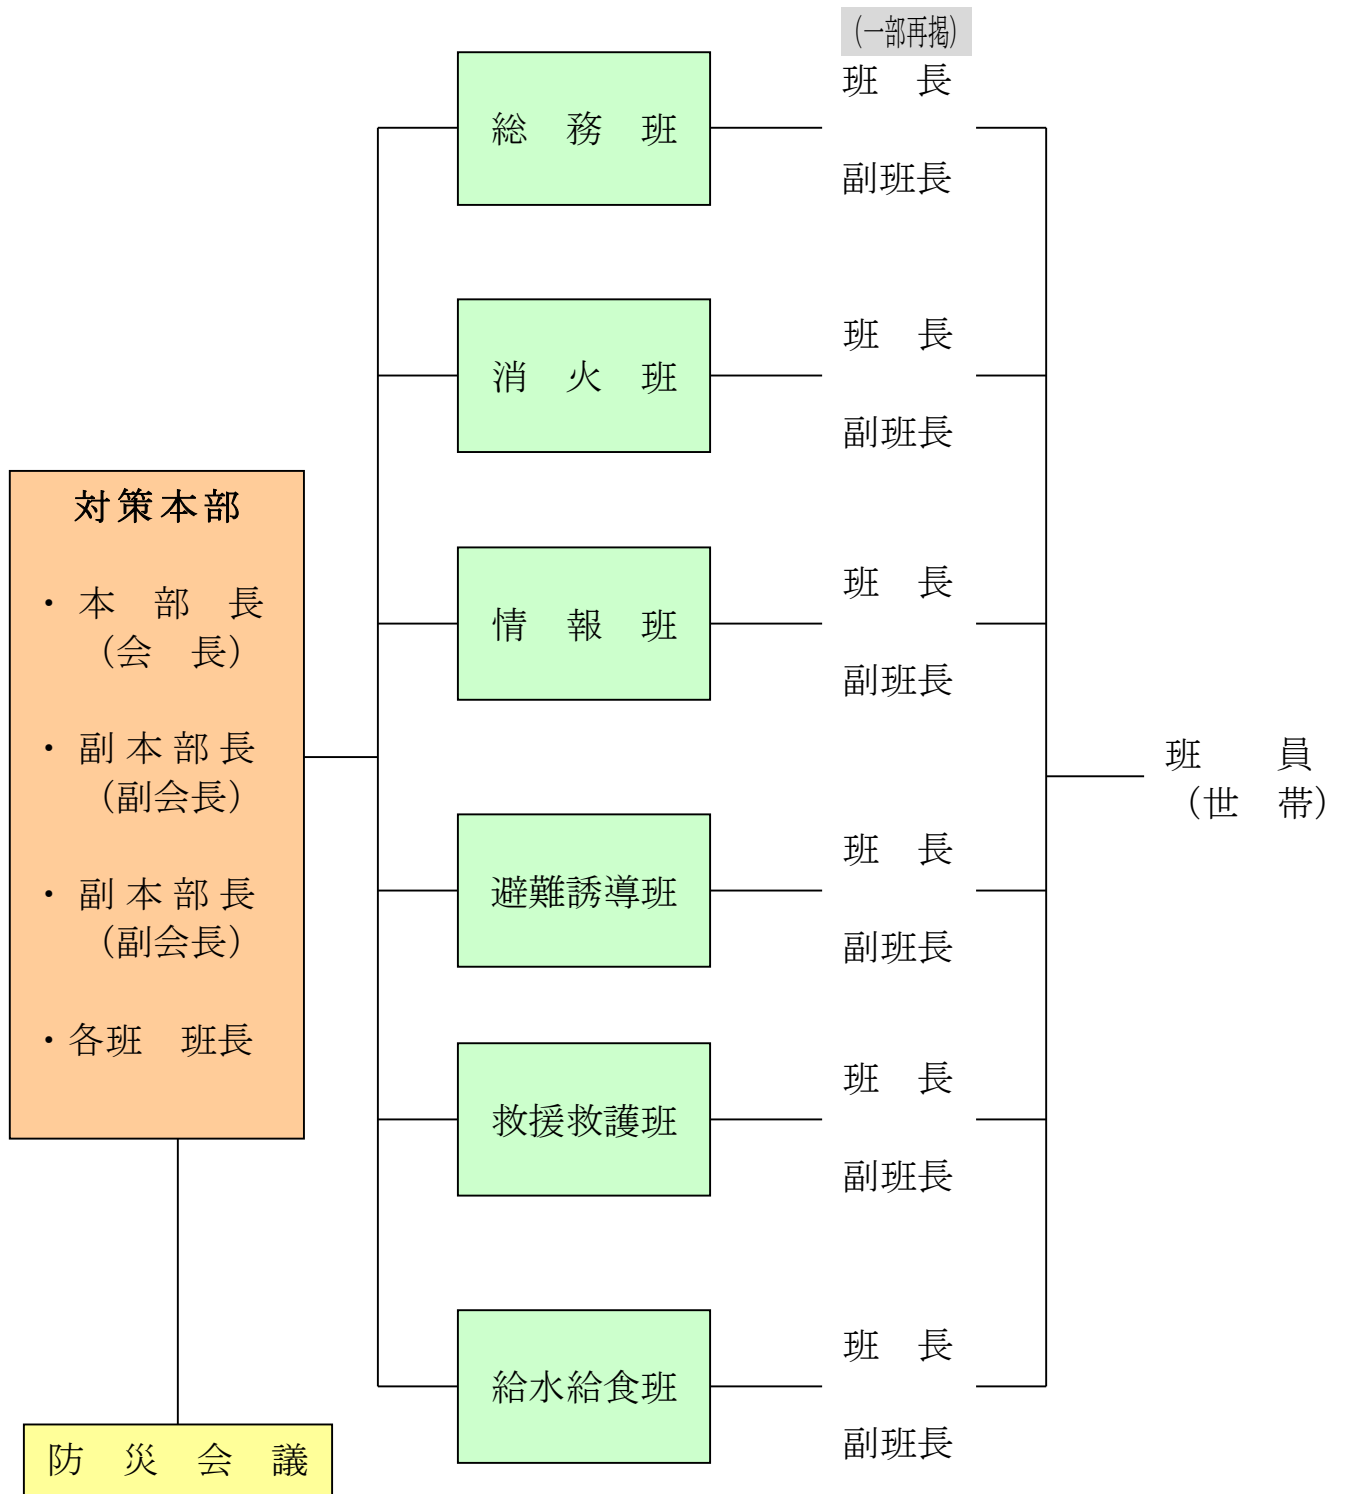 (一部再掲)
総　務　班
班　長
副班長
消　火　班
班　長
副班長
対策本部
・ 本　部　長
(会　長)
・ 副 本 部 長
(副会長)
・ 副 本 部 長
(副会長)
・各班　班長
情　報　班
班　長
副班長
避難誘導班
班　長
副班長
救援救護班
班　長
副班長
給水給食班
班　長
副班長
班　　員
(世　帯)
防　災　会　議